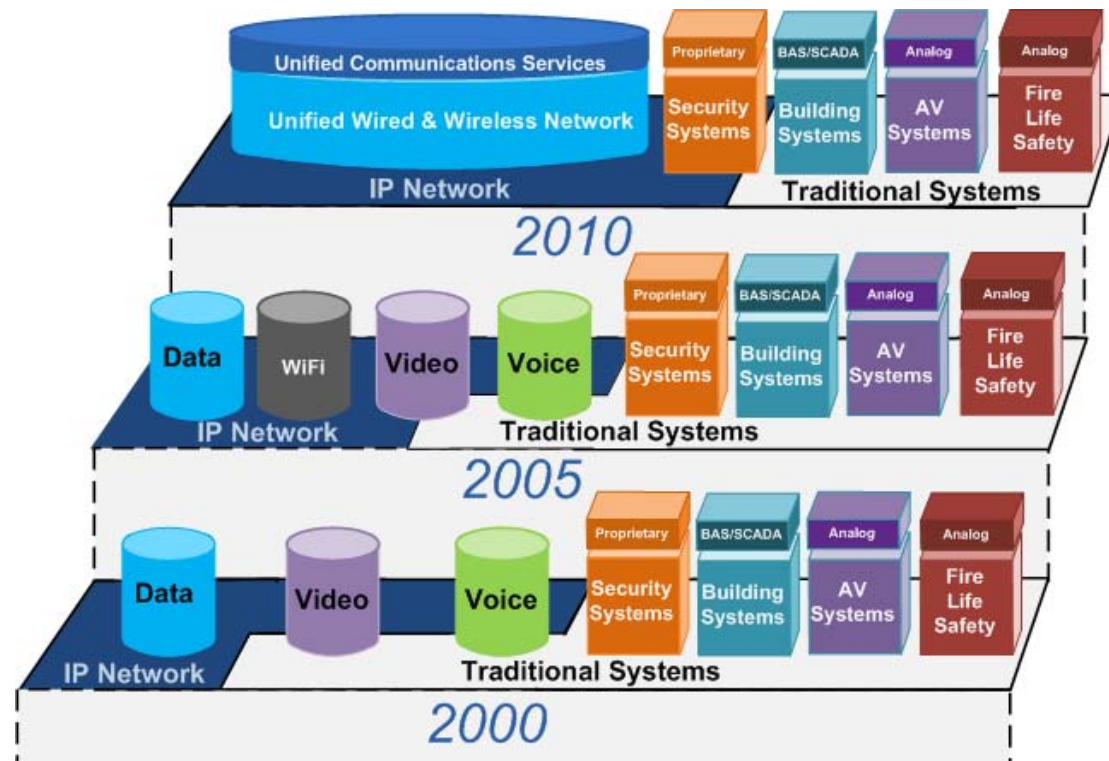 Unified Communications Services
Unified Wired & Wireless Network
IP Network
Proprietary
Security
Systems
BAS/SCADA
Building
Systems
Analog
AV
Systems
Analog
Fire
Life
Safety
Traditional Systems
2010
Data
WiFi
Video
Voice
IP Network
Proprietary
Security
Systems
BAS/SCADA
Building
Systems
Analog
AV
Systems
Analog
Fire
Life
Safety
Traditional Systems
2005
Data
Video
Voice
IP Network
Proprietary
Security
Systems
BAS/SCADA
Building
Systems
Analog
AV
Systems
Analog
Fire
Life
Safety
Traditional Systems
2000